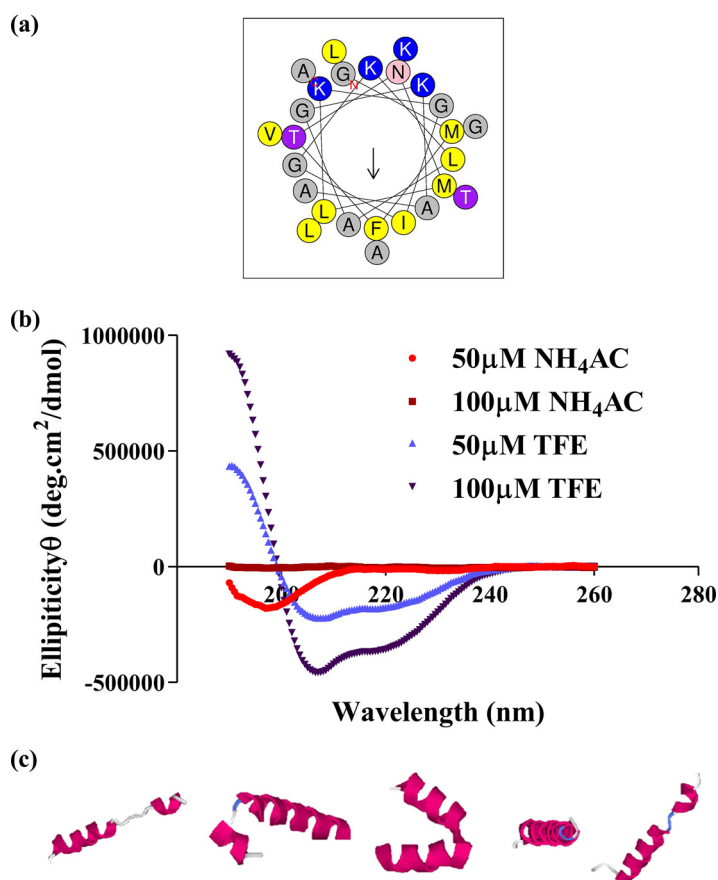 (a)
L K
A G K N K
K N
G G
V T M G
G L
A M T
L A
L A F I
A
(b)
1000000
500000
0
-500000
200 220 240 260 280
Ellipiticityθ (deg.cm²/dmol)
Wavelength (nm)
50μM NH₄AC
100μM NH₄AC
50μM TFE
100μM TFE
(c)